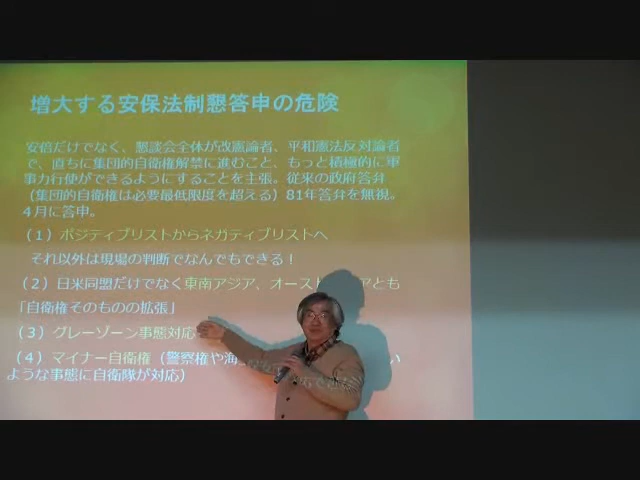 増大する安保法制懇答申の危険
安倍だけでなく、懇談会全体が改憲論者、平和憲法反対論者
で、直ちに集団的自衛権解禁に進むこと、もっと積極的に軍
事力行使ができるようにすることを主張。従来の政府答弁
（集団的自衛権は必要最低限度を超える）81年答弁を無視。
４月に答申。
（１）ポジティブリストからネガティブリストへ
それ以外は現場の判断でなんでもできる！
（２）日米同盟だけでなく東南アジア、オーストアとも
「自衛権そのものの拡張」
（３）グレーゾーン事態対応
（４）マイナー自衛権（警察権や海い
ような事態に自衛隊が対応）